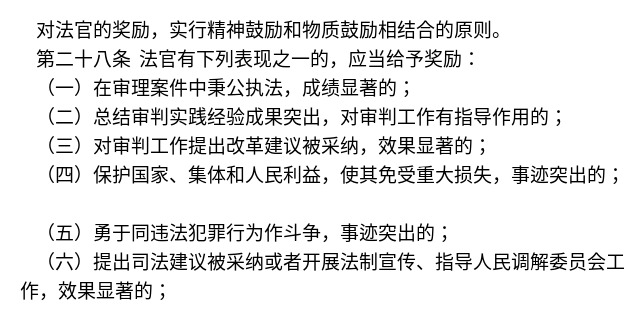 对法官的奖励，实行精神鼓励和物质鼓励相结合的原则。
第二十八条 法官有下列表现之一的，应当给予奖励：
（一）在审理案件中秉公执法，成绩显著的；
（二）总结审判实践经验成果突出，对审判工作有指导作用的；
（三）对审判工作提出改革建议被采纳，效果显著的；
（四）保护国家、集体和人民利益，使其免受重大损失，事迹突出的；
（五）勇于同违法犯罪行为作斗争，事迹突出的；
（六）提出司法建议被采纳或者开展法制宣传、指导人民调解委员会工
作，效果显著的；